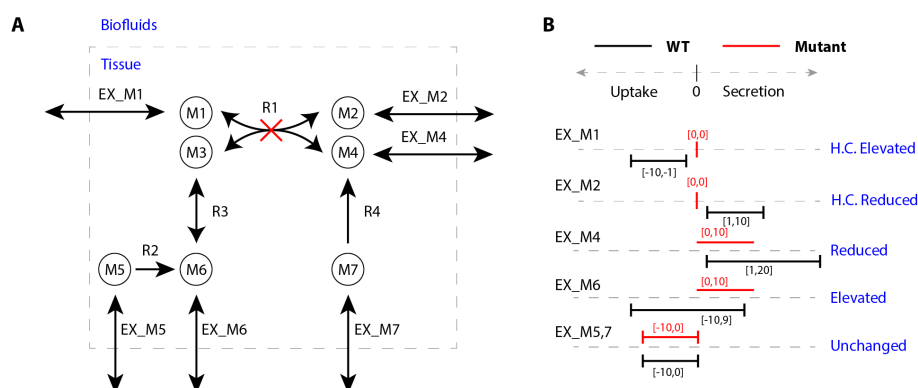 A
Biofluids
Tissue
EX_M1
R1
EX_M2
M1
M2
EX_M4
M3
M4
R3
R4
R2
M5
M6
M7
EX_M5
EX_M6
EX_M7
B
WT
Mutant
Uptake
0
Secretion
EX_M1
[0,0]
H.C. Elevated
[-10,-1]
EX_M2
[0,0]
H.C. Reduced
[1,10]
EX_M4
[0,10]
Reduced
[1,20]
EX_M6
[0,10]
Elevated
[-10,9]
EX_M5,7
[-10,0]
Unchanged
[-10,0]